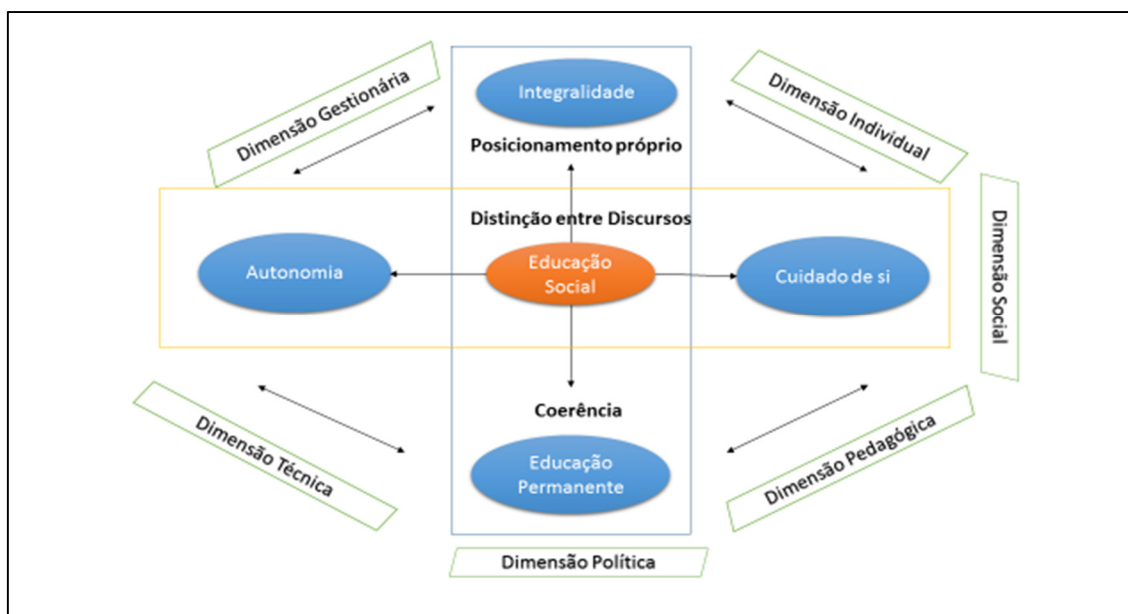 Dimensão Gestionária
Integralidade
Dimensão Individual
Posicionamento próprio
Distinção entre Discursos
Autonomia
Educação
Social
Cuidado de si
Dimensão Social
Coerência
Dimensão Técnica
Educação
Permanente
Dimensão Pedagógica
Dimensão Política